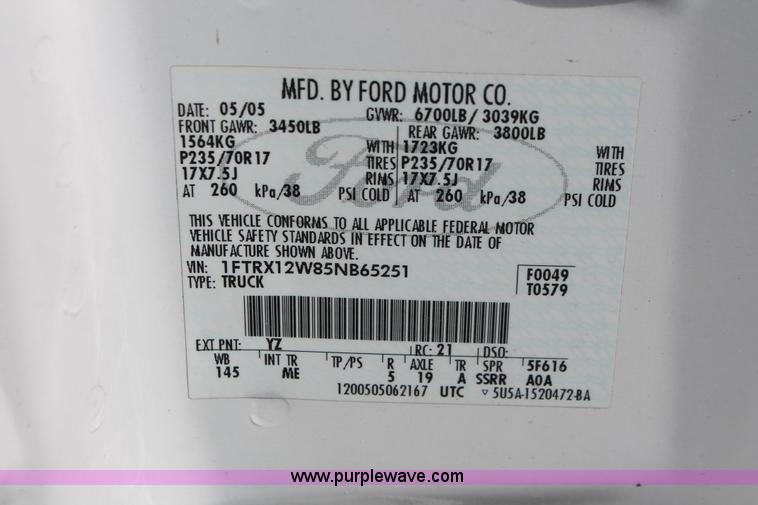 MFD. BY FORD MOTOR CO.
DATE: 05/05 GVWR: 6700LB/ 3039KG
FRONT GAWR: 3450LB REAR GAWR: 3800LB
1564KG WITH 1723KG WITH
P235/70R17 TIRES P235/70R17 TIRES
17X7.5J RIMS 17X7.5J RIMS
AT 260 kPa/38 PSI COLD AT 260 kPa/38 PSI COLD
Ford
THIS VEHICLE CONFORMS TO ALL APPLICABLE FEDERAL MOTOR
VEHICLE SAFETY STANDARDS IN EFFECT ON THE DATE OF
MANUFACTURE SHOWN ABOVE.
VIN: 1FTRX12W85NB65251 F0049
TYPE: TRUCK T0579
EXT PNT: YZ RC: 21 DSO:
WB INT TR TP/PS R AXLE TR SPR 5F616
145 ME 5 19 A SSRR A0A
1200505062167 UTC ▿ 5U5A-1520472-BA
www.purplewave.com